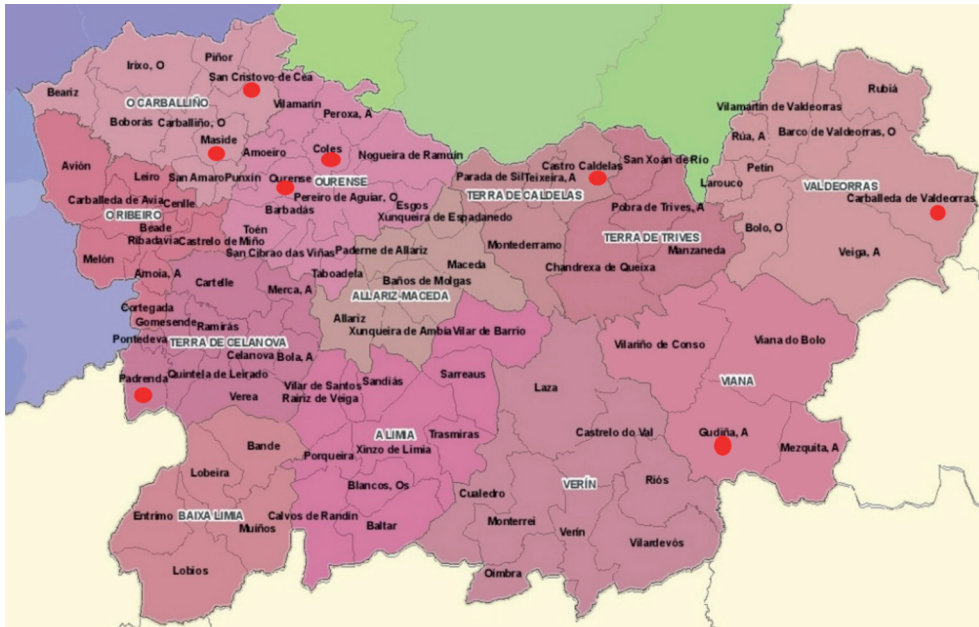 Piñor
Irixo, O
San Cristovo de Cea
Beariz
O CARBALLIÑO
Vilamarín
Peroxa, A
Boborás
Carballiño, O
Maside
Coles
Amoeiro
Nogueira de Ramuín
Avión
Leiro
San Amaro
Punxín
Ourense
OURENSE
Pereiro de Aguiar, O
Carballeda de Avia
Cenlle
Barbadás
Esgos
O RIBEIRO
Beade
Toén
Xunqueira de Espadanedo
Ribadavia
Castrelo de Miño
San Cibrao das Viñas
Paderne de Allariz
Melón
Arnoia, A
Taboadela
Maceda
Cartelle
Merca, A
Baños de Molgas
ALLARIZ-MACEDA
Cortegada
Gomesende
Ramirás
Allariz
Xunqueira de Ambía
Vilar de Barrio
Pontedeva
TERRA DE CELANOVA
Celanova
Bola, A
Padrenda
Quintela de Leirado
Verea
Vilar de Santos
Sandiás
Rairiz de Veiga
Sarreaus
A LIMIA
Trasmiras
Xinzo de Limia
Porqueira
Blancos, Os
Calvos de Randín
Baltar
Bande
Lobeira
Entrimo
BAIXA LIMIA
Muíños
Lobios
Parada de Sil
Castro Caldelas
Teixeira, A
San Xoán de Río
TERRA DE CALDELAS
Montederramo
Pobra de Trives, A
TERRA DE TRIVES
Manzaneda
Chandrexa de Queixa
Rubiá
Vilamartín de Valdeorras
Rúa, A
Barco de Valdeorras, O
Petín
Larouco
VALDEORRAS
Carballeda de Valdeorras
Bolo, O
Veiga, A
Vilariño de Conso
Viana do Bolo
VIANA
Gudiña, A
Mezquita, A
Laza
Castrelo do Val
Cualedro
VERÍN
Riós
Monterrei
Verín
Vilardevós
Oímbra